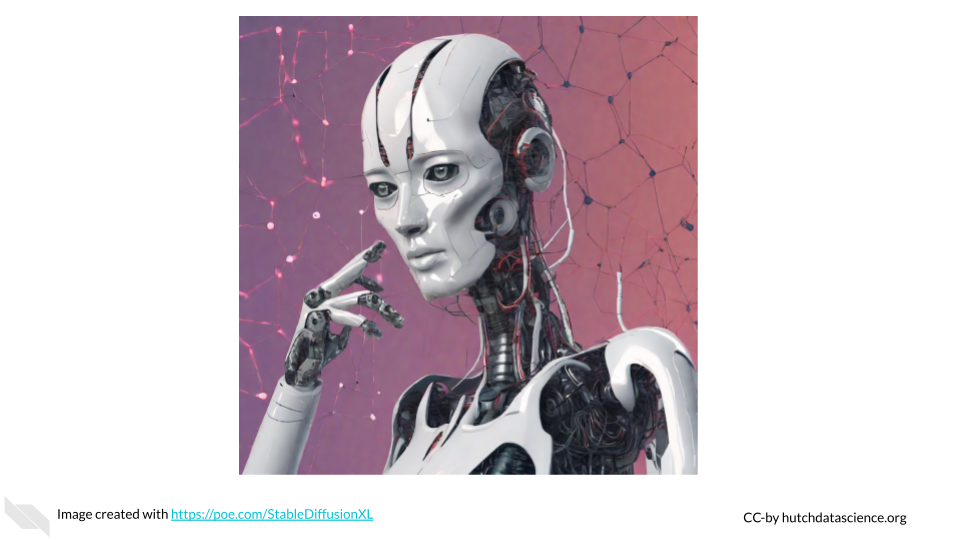 Image created with https://poe.com/StableDiffusionXL
CC-by hutchdatascience.org